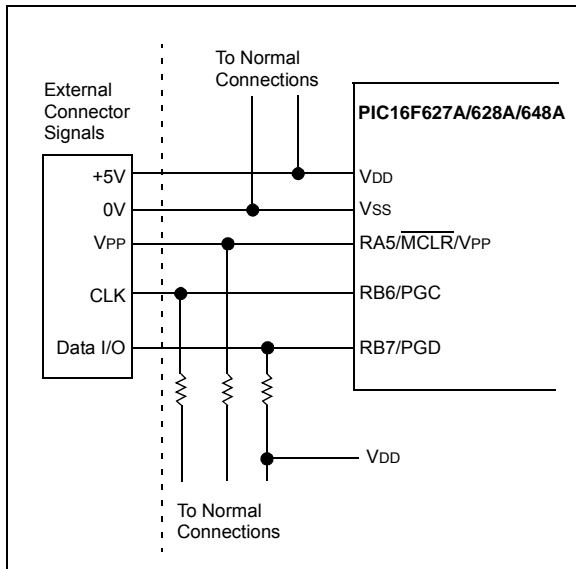 To Normal
Connections
External
Connector
Signals
PIC16F627A/628A/648A
+5V
VDD
0V
VSS
VPP
RA5/MCLR/VPP
CLK
RB6/PGC
Data I/O
RB7/PGD
VDD
To Normal
Connections